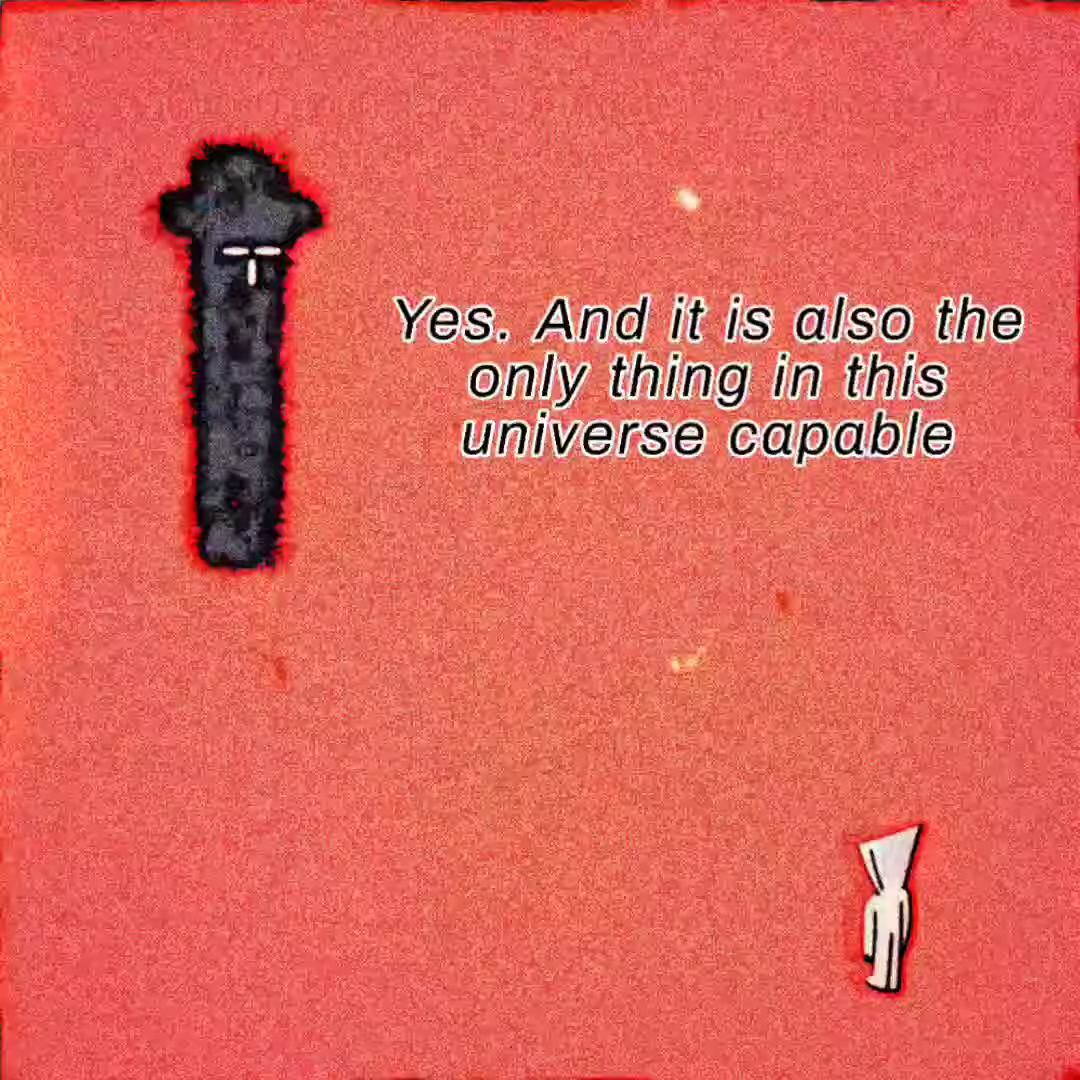 Yes. And it is also the
only thing in this
universe capable